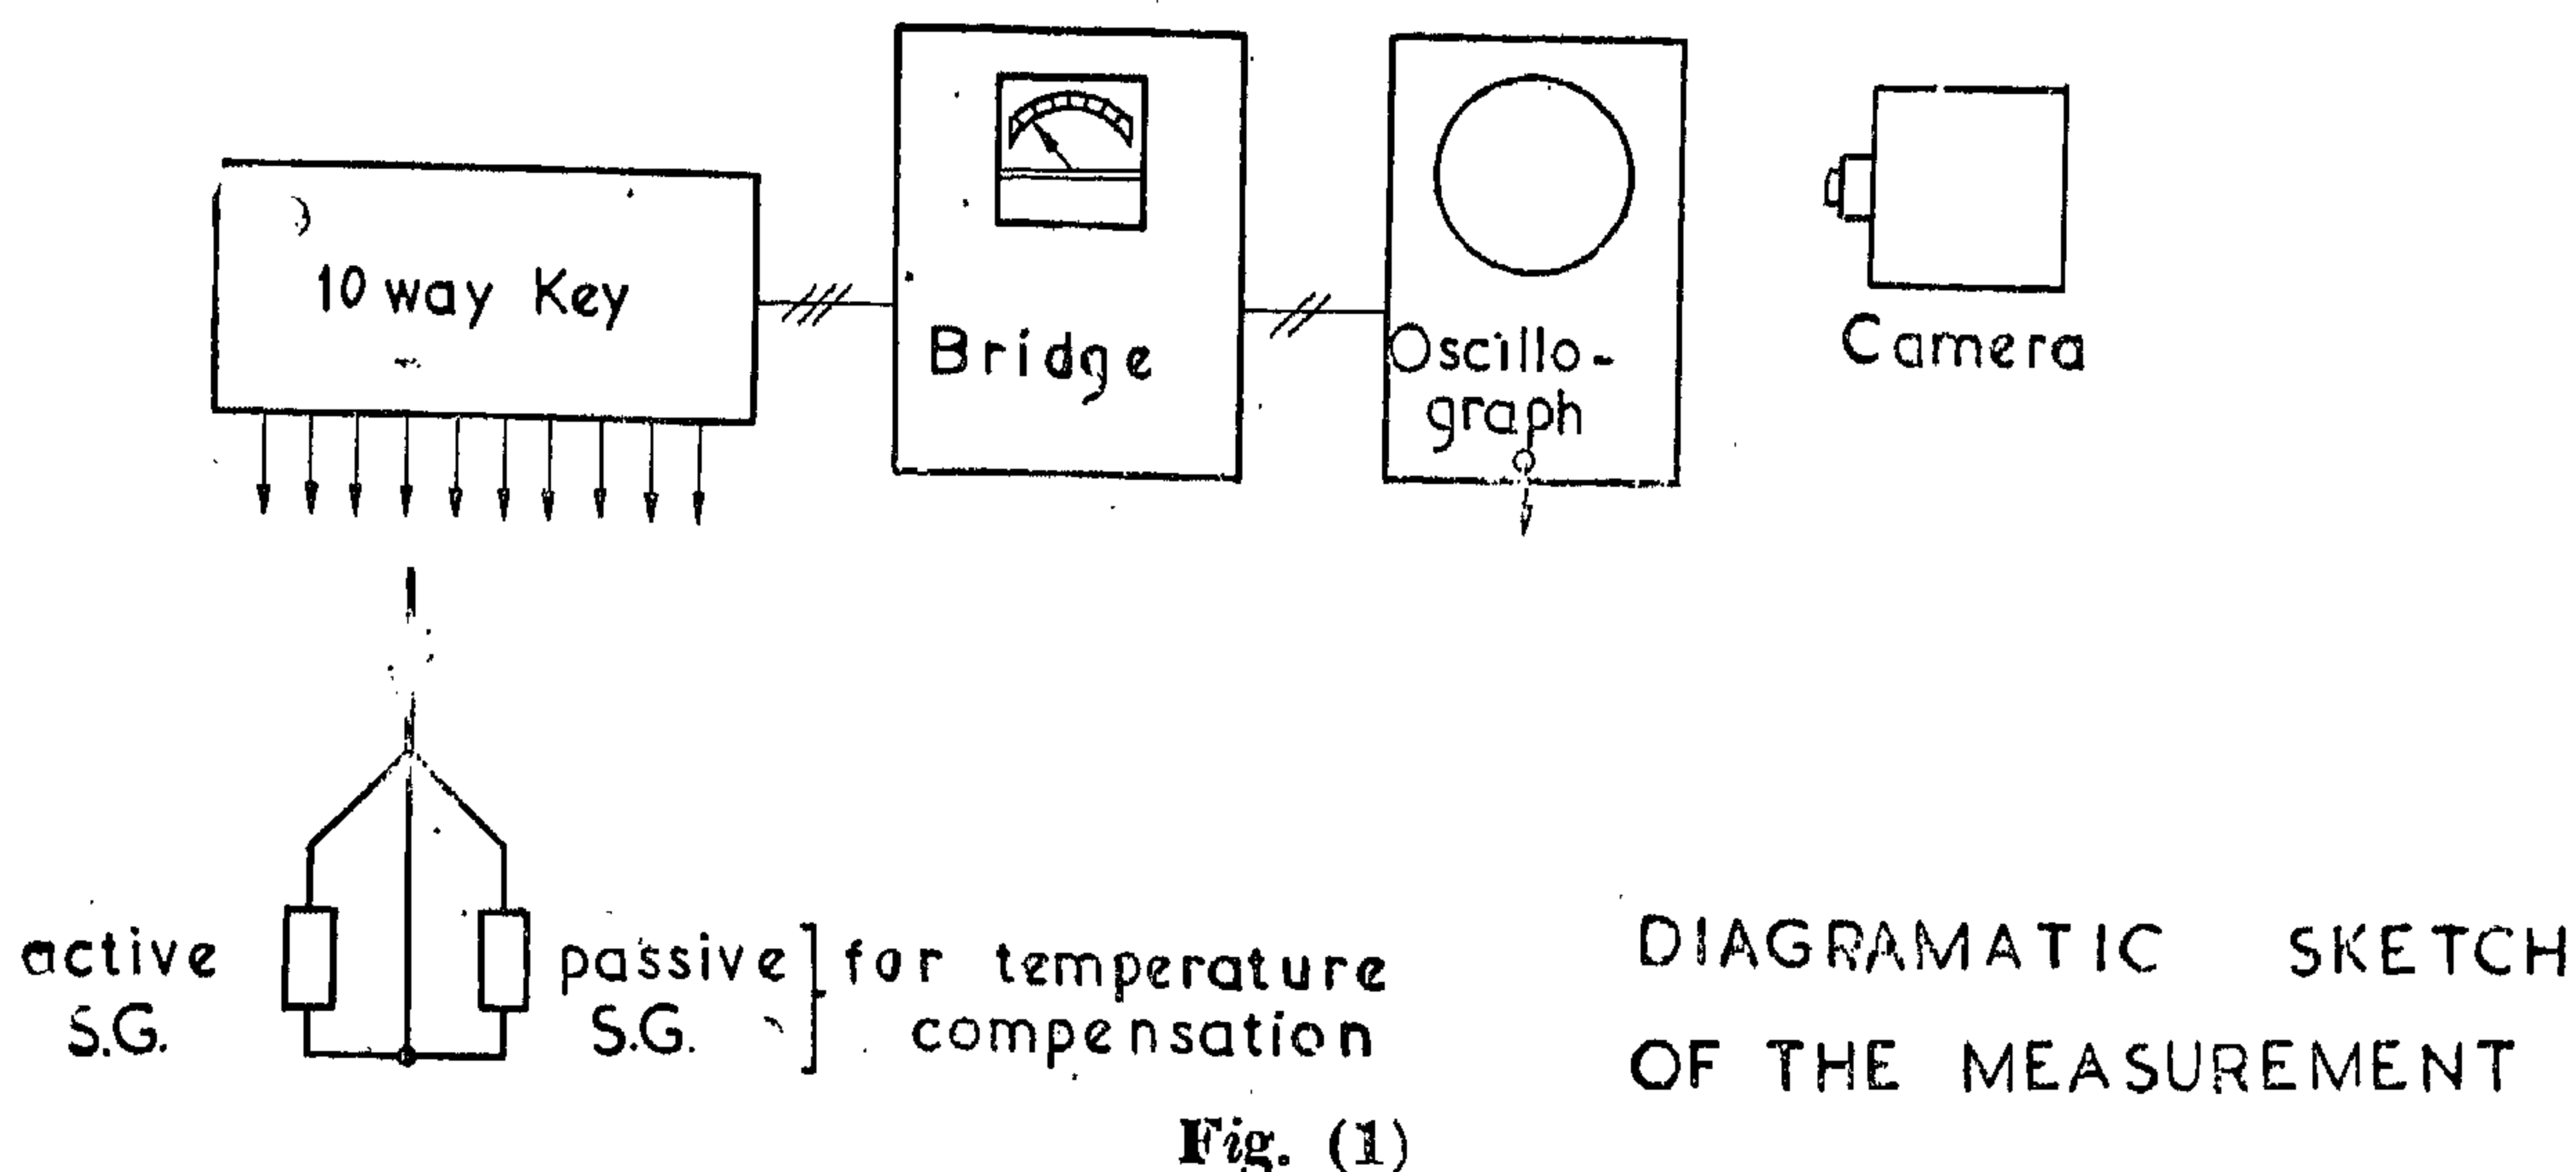 10 way Key
Bridge
Oscillo-
graph
Camera
active
S.G.
passive
S.G.
for temperature
compensation
DIAGRAMATIC SKETCH
OF THE MEASUREMENT
Fig. (1)